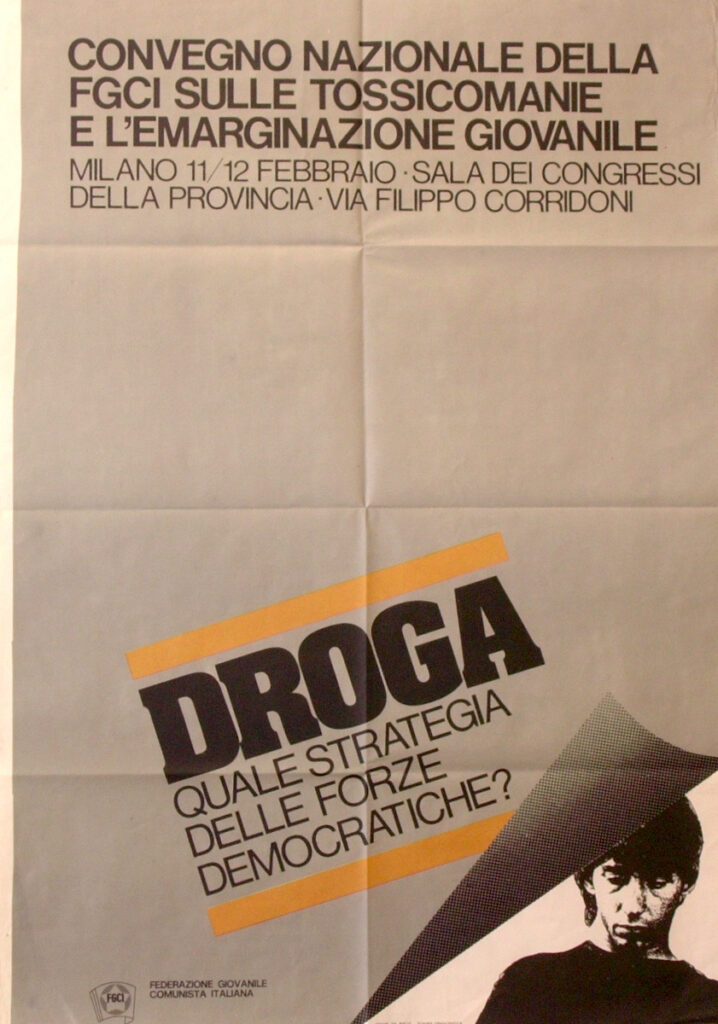 CONVEGNO NAZIONALE DELLA
FGCI SULLE TOSSICOMANIE
E L'EMARGINAZIONE GIOVANILE
MILANO 11/12 FEBBRAIO · SALA DEI CONGRESSI
DELLA PROVINCIA · VIA FILIPPO CORRIDONI
DROGA
QUALE STRATEGIA
DELLE FORZE
DEMOCRATICHE?
FGCI
FEDERAZIONE GIOVANILE
COMUNISTA ITALIANA